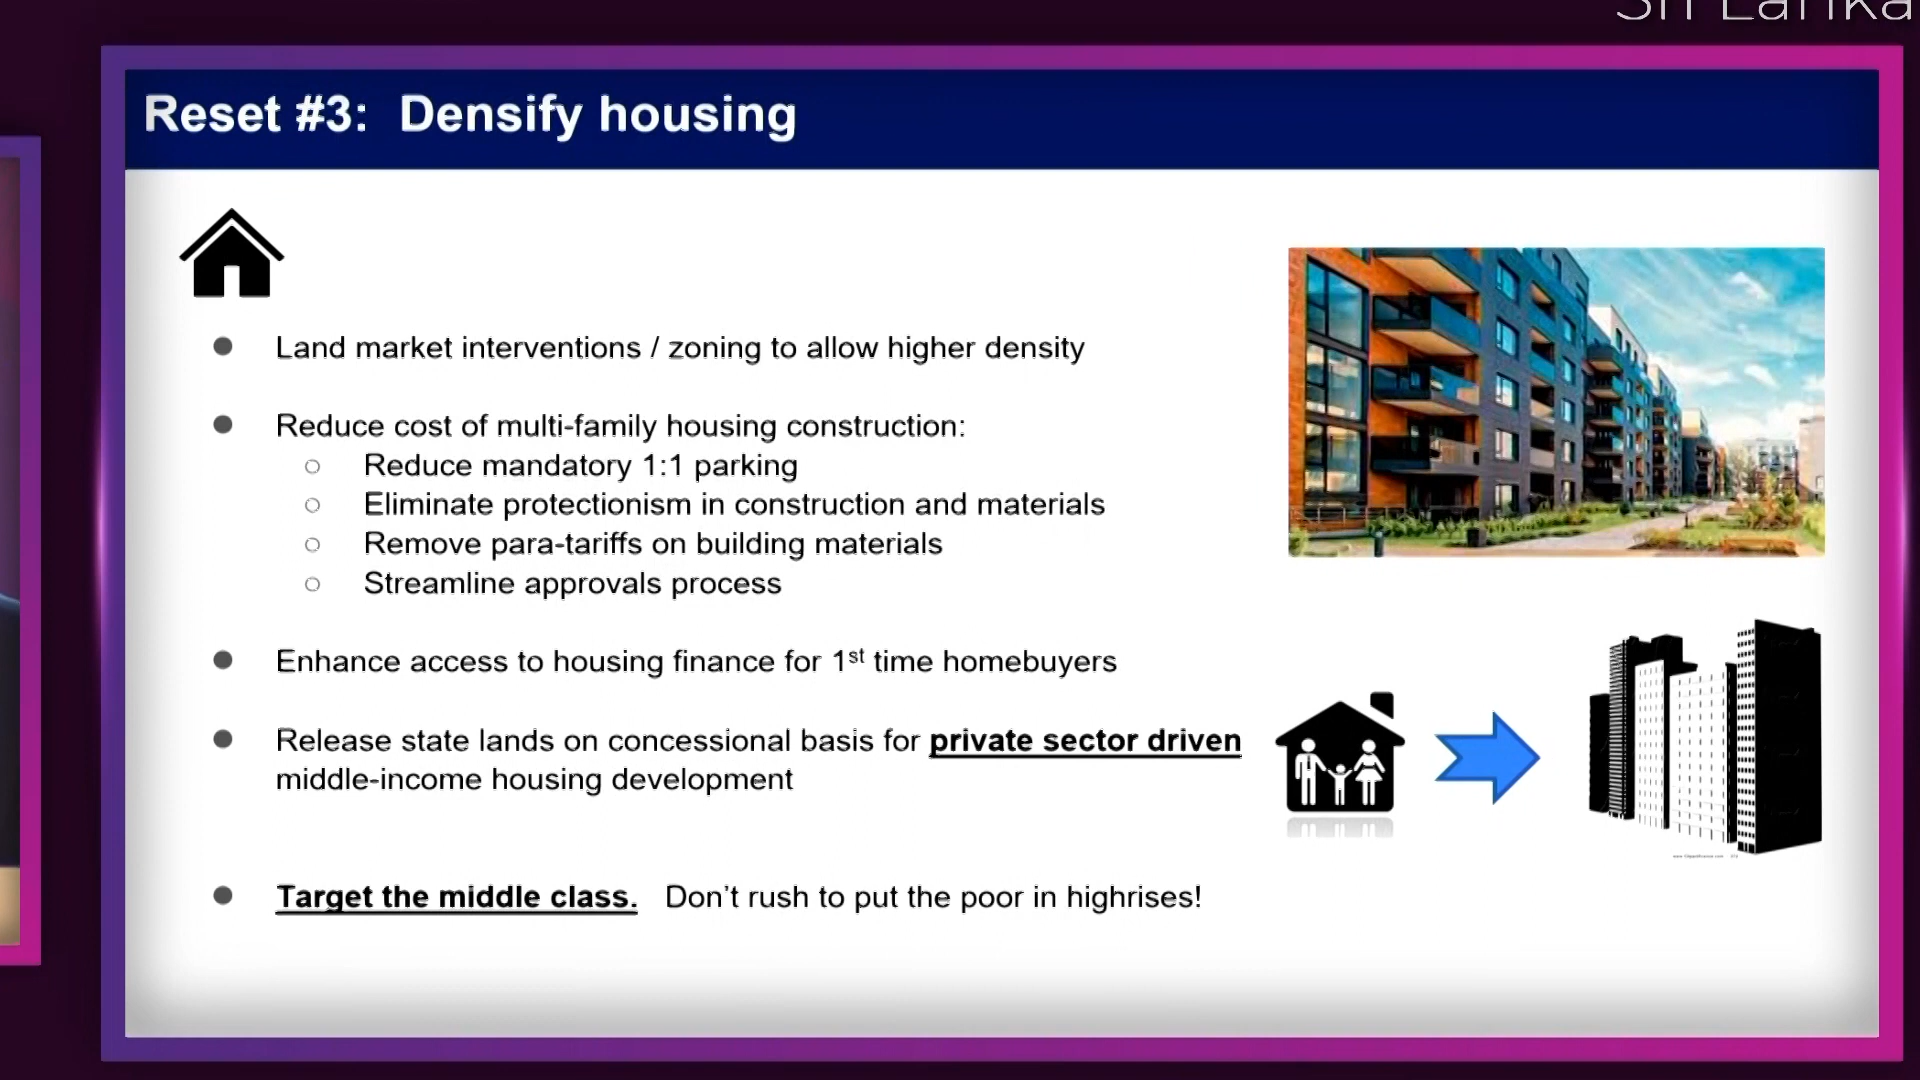 Sri Lanka
Reset #3: Densify housing
Land market interventions / zoning to allow higher density
Reduce cost of multi-family housing construction:
Reduce mandatory 1:1 parking
Eliminate protectionism in construction and materials
Remove para-tariffs on building materials
Streamline approvals process
Enhance access to housing finance for 1st time homebuyers
Release state lands on concessional basis for private sector driven
middle-income housing development
Target the middle class. Don’t rush to put the poor in highrises!